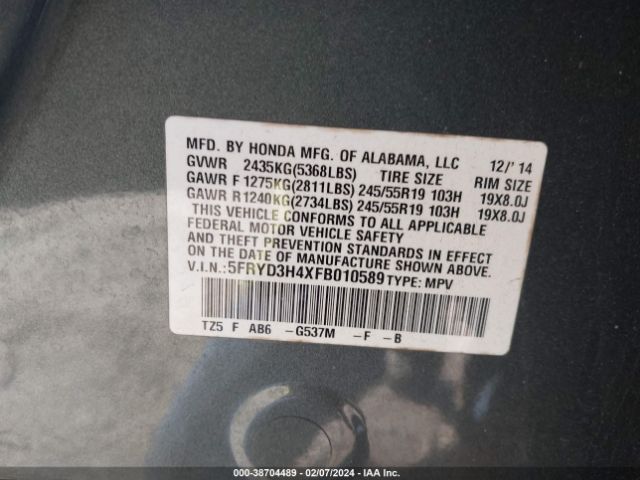 MFD. BY HONDA MFG. OF ALABAMA, LLC 12/' 14
GVWR 2435KG(5368LBS) TIRE SIZE RIM SIZE
GAWR F 1275KG(2811LBS) 245/55R19 103H 19X8.0J
GAWR R1240KG(2734LBS) 245/55R19 103H 19X8.0J
THIS VEHICLE CONFORMS TO ALL APPLICABLE
FEDERAL MOTOR VEHICLE SAFETY
AND THEFT PREVENTION STANDARDS IN EFFECT
ON THE DATE OF MANUFACTURE SHOWN ABOVE.
V.I.N.:5FRYD3H4XFB010589 TYPE: MPV
TZ5 F AB6 -G537M -F -B
000-38704489 - 02/07/2024 - IAA Inc.